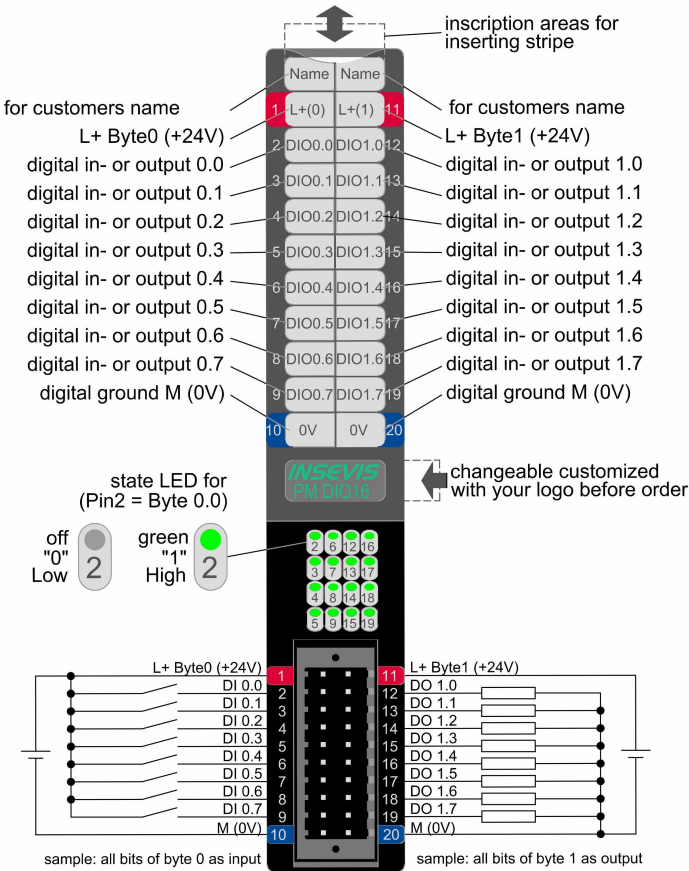 inscription areas for
inserting stripe
Name Name
for customers name
for customers name
1 L+(0) L+(1) 11
L+ Byte0 (+24V)
L+ Byte1 (+24V)
2 DIO0.0 DIO1.0 12
digital in- or output 0.0
digital in- or output 1.0
3 DIO0.1 DIO1.1 13
digital in- or output 0.1
digital in- or output 1.1
4 DIO0.2 DIO1.2 14
digital in- or output 0.2
digital in- or output 1.2
5 DIO0.3 DIO1.3 15
digital in- or output 0.3
digital in- or output 1.3
6 DIO0.4 DIO1.4 16
digital in- or output 0.4
digital in- or output 1.4
7 DIO0.5 DIO1.5 17
digital in- or output 0.5
digital in- or output 1.5
8 DIO0.6 DIO1.6 18
digital in- or output 0.6
digital in- or output 1.6
9 DIO0.7 DIO1.7 19
digital in- or output 0.7
digital in- or output 1.7
digital ground M (0V)
digital ground M (0V)
10 0V 0V 20
INSEVIS
PM DIO16
changeable customized
with your logo before order
state LED for
(Pin2 = Byte 0.0)
off
"0"
Low
2
green
"1"
High
2
2 6 12 16
3 7 13 17
4 8 14 18
5 9 15 19
L+ Byte0 (+24V) 1
11 L+ Byte1 (+24V)
DI 0.0 2
12 DO 1.0
DI 0.1 3
13 DO 1.1
DI 0.2 4
14 DO 1.2
DI 0.3 5
15 DO 1.3
DI 0.4 6
16 DO 1.4
DI 0.5 7
17 DO 1.5
DI 0.6 8
18 DO 1.6
DI 0.7 9
19 DO 1.7
M (0V) 10
20 M (0V)
sample: all bits of byte 0 as input
sample: all bits of byte 1 as output